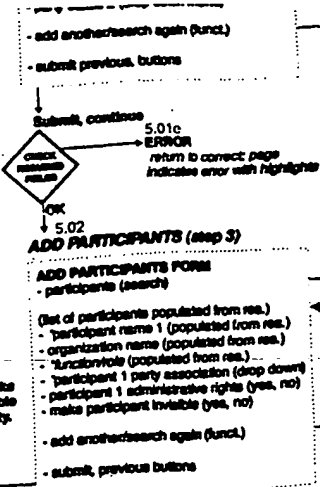 - add another/search again (funct.)
- submit previous, buttons
Submit, continue
CHECK
REQUIRED
FIELDS
5.01e
ERROR
return to correct page
indicates error with highlights
OK
5.02
ADD PARTICIPANTS (step 3)
ADD PARTICIPANTS FORM
- participants (search)
(list of participants populated from res.)
- *participant name 1 (populated from res.)
- organization name (populated from res.)
- *function/role (populated from res.)
- *participant 1 party association (drop down)
- participant 1 administrative rights (yes, no)
- make participant invisible (yes, no)
- add another/search again (funct.)
- submit, previous buttons